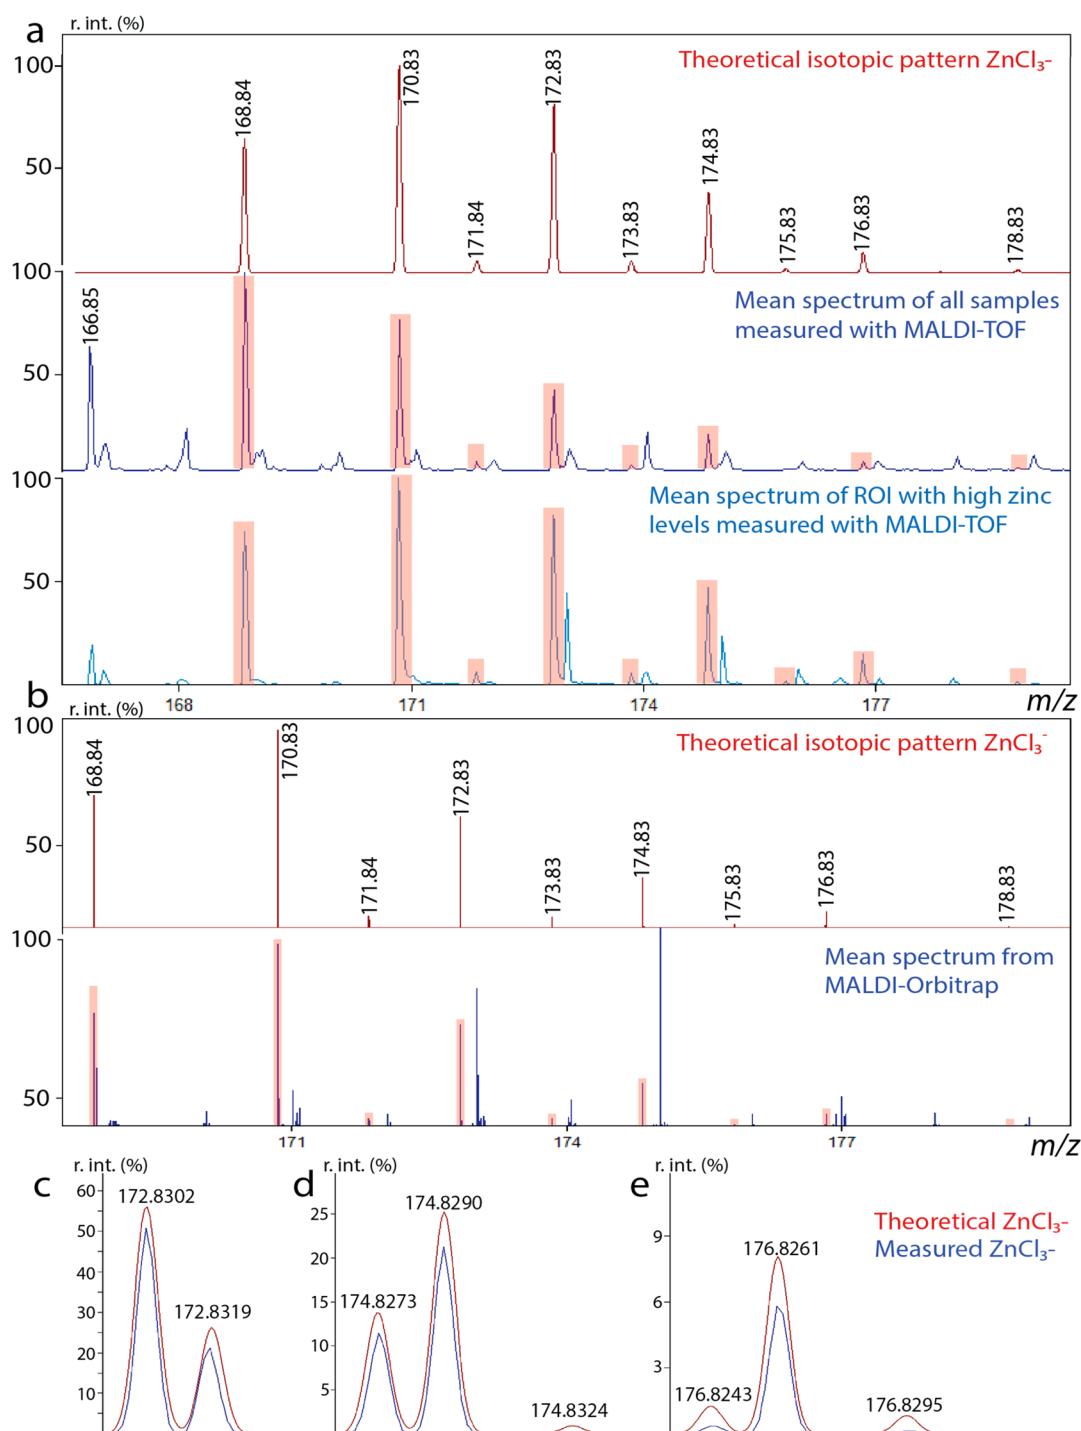 a
r. int. (%)
Theoretical isotopic pattern ZnCl₃-
100
50
168.84
170.83
171.84
172.83
173.83
174.83
175.83
176.83
178.83
Mean spectrum of all samples
measured with MALDI-TOF
100
50
166.85
Mean spectrum of ROI with high zinc
levels measured with MALDI-TOF
100
50
168
171
174
177
m/z
b
r. int. (%)
Theoretical isotopic pattern ZnCl₃⁻
100
50
168.84
170.83
171.84
172.83
173.83
174.83
175.83
176.83
178.83
Mean spectrum from
MALDI-Orbitrap
100
50
171
174
177
m/z
c
r. int. (%)
60
50
40
30
20
10
172.8302
172.8319
d
r. int. (%)
25
20
15
10
5
174.8290
174.8273
174.8324
e
r. int. (%)
9
6
3
176.8261
176.8243
176.8295
Theoretical ZnCl₃-
Measured ZnCl₃-